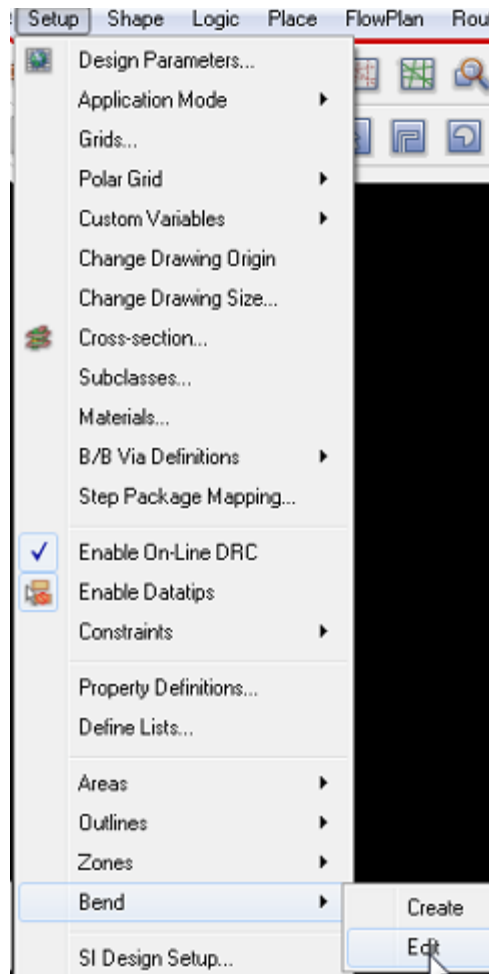 Setup Shape Logic Place FlowPlan Rou
Design Parameters...
Application Mode
Grids...
Polar Grid
Custom Variables
Change Drawing Origin
Change Drawing Size...
Cross-section...
Subclasses...
Materials...
B/B Via Definitions
Step Package Mapping...
Enable On-Line DRC
Enable Datatips
Constraints
Property Definitions...
Define Lists...
Areas
Outlines
Zones
Bend
Create
Edit
SI Design Setup...